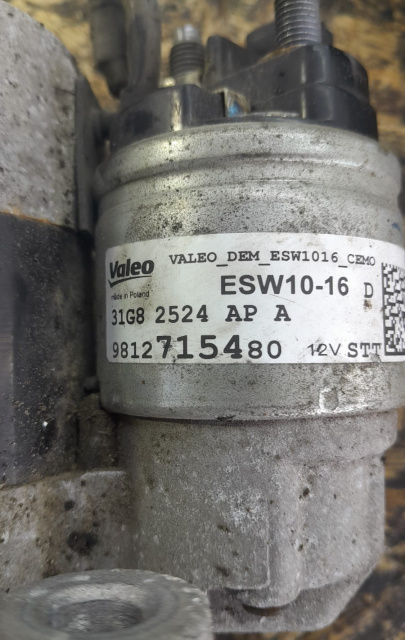 VALEO_DEM_ESW1016_CEMO
Valeo
ESW10-16 D
made in Poland
31G8 2524 AP A
9812715480 12V STT